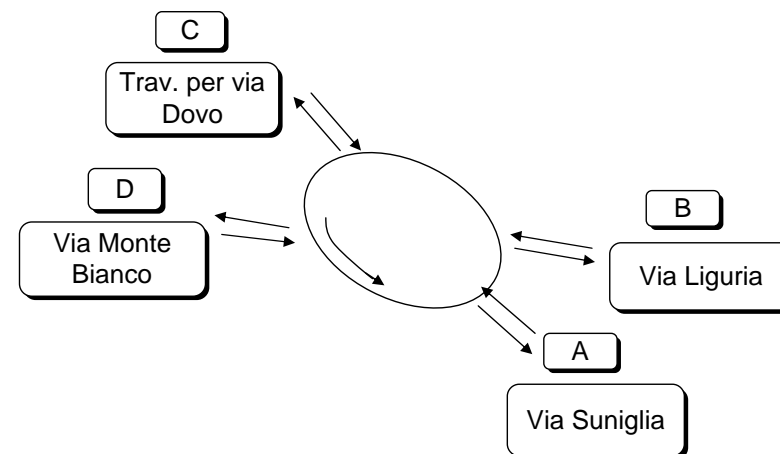 C
Trav. per via
Dovo
D
Via Monte
Bianco
B
Via Liguria
A
Via Suniglia